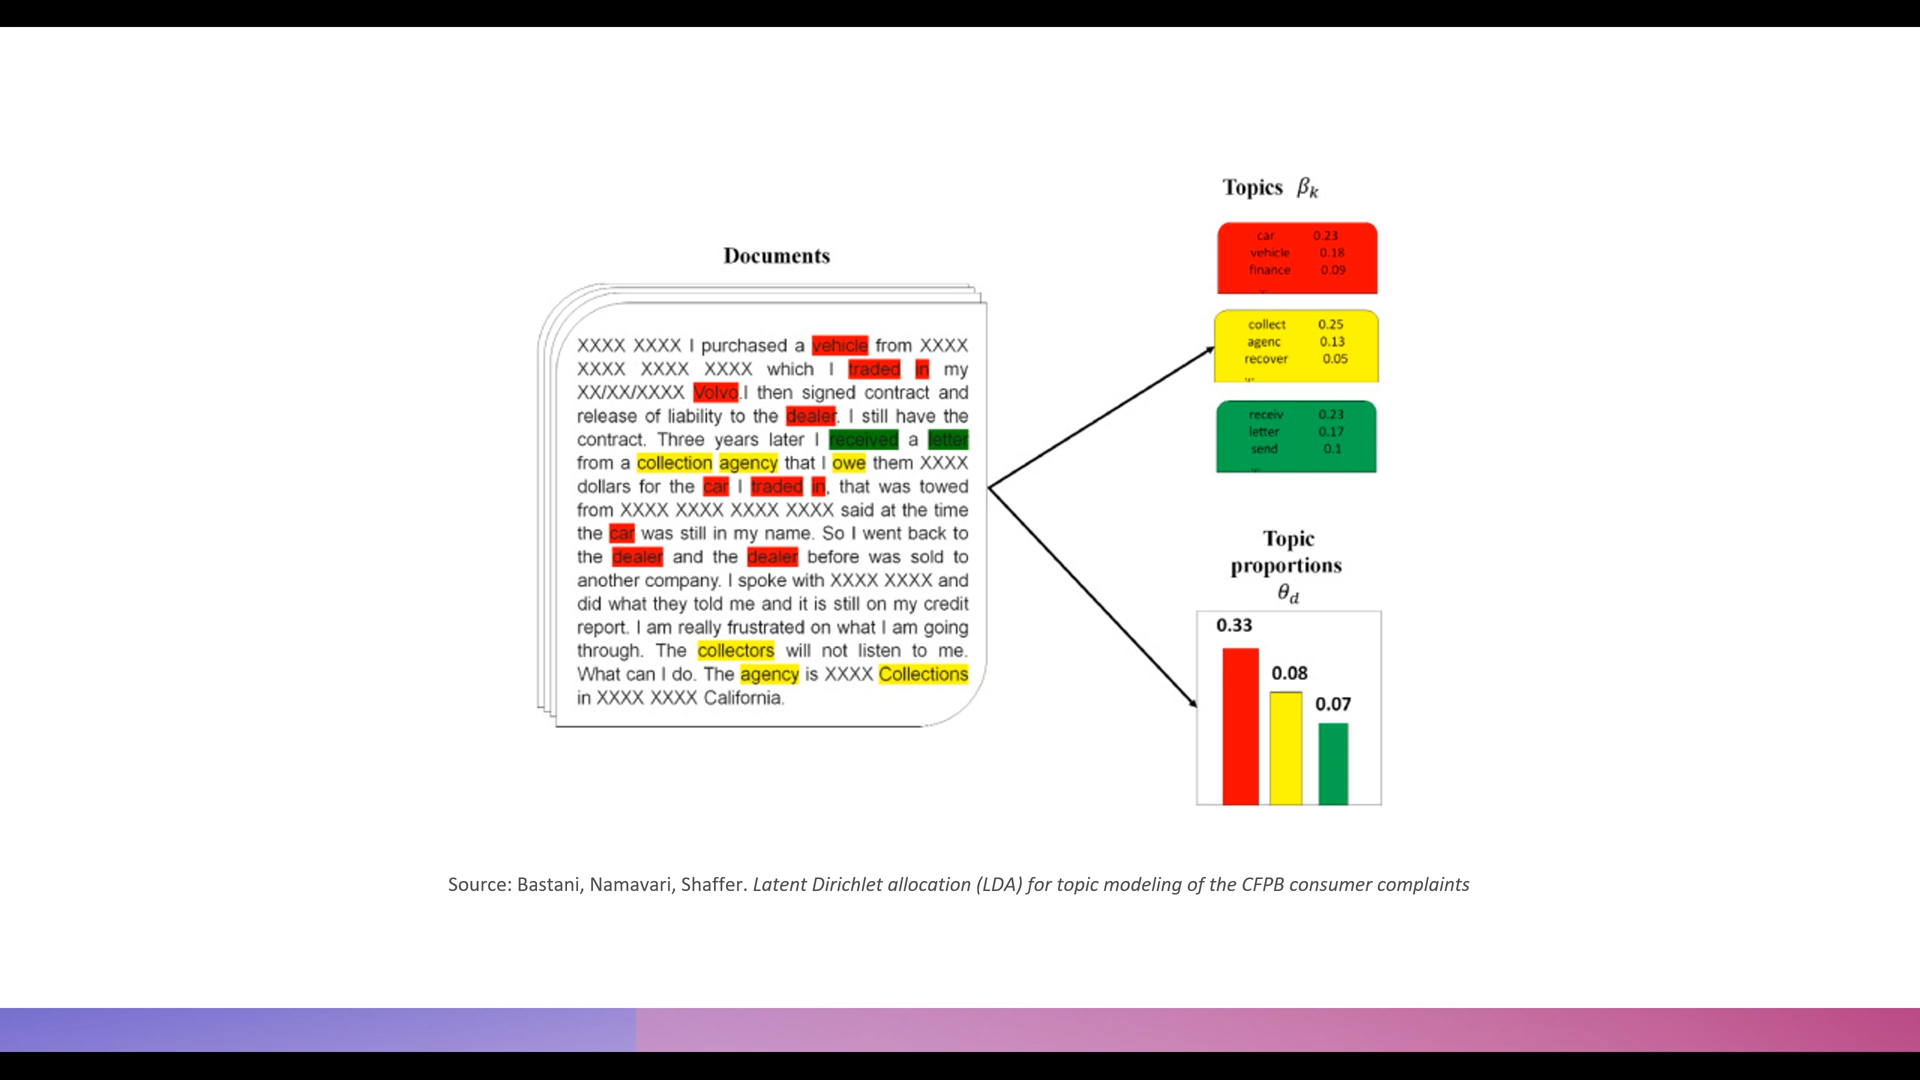 Documents
XXXX XXXX I purchased a vehicle from XXXX
XXXX XXXX XXXX which I traded in my
XX/XX/XXXX Volvo.I then signed contract and
release of liability to the dealer. I still have the
contract. Three years later I received a letter
from a collection agency that I owe them XXXX
dollars for the car I traded in, that was towed
from XXXX XXXX XXXX XXXX said at the time
the car was still in my name. So I went back to
the dealer and the dealer before was sold to
another company. I spoke with XXXX XXXX and
did what they told me and it is still on my credit
report. I am really frustrated on what I am going
through. The collectors will not listen to me.
What can I do. The agency is XXXX Collections
in XXXX XXXX California.
Topics βk
car 0.23
vehicle 0.18
finance 0.09
...
collect 0.25
agenc 0.13
recover 0.05
...
receiv 0.23
letter 0.17
send 0.1
...
Topic
proportions
θd
0.33
0.08
0.07
Source: Bastani, Namavari, Shaffer. Latent Dirichlet allocation (LDA) for topic modeling of the CFPB consumer complaints